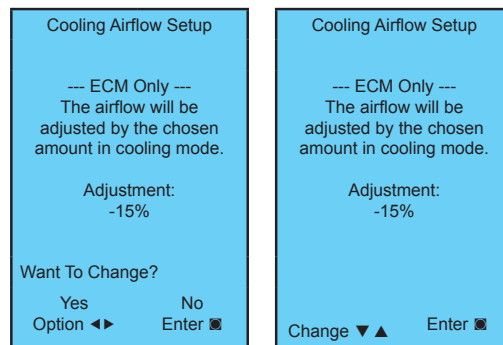 Cooling Airflow Setup
--- ECM Only ---
The airflow will be
adjusted by the chosen
amount in cooling mode.
Adjustment:
-15%
Want To Change?
Yes No
Option ◀▶ Enter ◙
Cooling Airflow Setup
--- ECM Only ---
The airflow will be
adjusted by the chosen
amount in cooling mode.
Adjustment:
-15%
Change ▼ ▲ Enter ◙